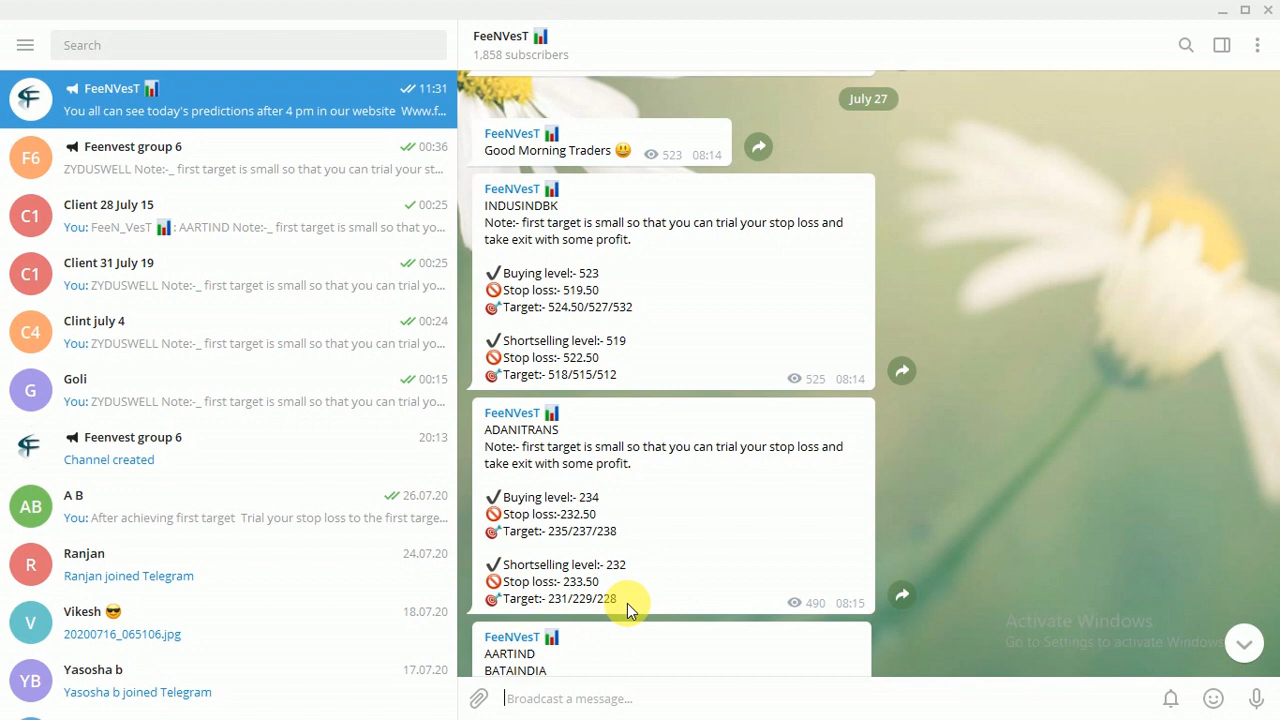 Search
FeeNVesT 📊
11:31
You all can see today's predictions after 4 pm in our website Www.f...
F6
Feenvest group 6
00:36
ZYDUSWELL Note:-_ first target is small so that you can trial your st...
C1
Client 28 July 15
00:25
You: FeeN_VesT 📊: AARTIND Note:-_ first target is small so that yo...
C1
Client 31 July 19
00:25
You: ZYDUSWELL Note:-_ first target is small so that you can trial yo...
C4
Clint july 4
00:24
You: ZYDUSWELL Note:-_ first target is small so that you can trial yo...
G
Goli
00:15
You: ZYDUSWELL Note:-_ first target is small so that you can trial yo...
Feenvest group 6
20:13
Channel created
AB
A B
26.07.20
You: After achieving first target Trial your stop loss to the first targe...
R
Ranjan
24.07.20
Ranjan joined Telegram
V
Vikesh 😎
18.07.20
20200716_065106.jpg
YB
Yasosha b
17.07.20
Yasosha b joined Telegram
FeeNVesT 📊
1,858 subscribers
July 27
FeeNVesT 📊
Good Morning Traders 😃 523 08:14
FeeNVesT 📊
INDUSINDBK
Note:- first target is small so that you can trial your stop loss and
take exit with some profit.
✔Buying level:- 523
🚫Stop loss:- 519.50
🎯Target:- 524.50/527/532
✔Shortselling level:- 519
🚫Stop loss:- 522.50
🎯Target:- 518/515/512
525 08:14
FeeNVesT 📊
ADANITRANS
Note:- first target is small so that you can trial your stop loss and
take exit with some profit.
✔Buying level:- 234
🚫Stop loss:-232.50
🎯Target:- 235/237/238
✔Shortselling level:- 232
🚫Stop loss:- 233.50
🎯Target:- 231/229/228
490 08:15
FeeNVesT 📊
AARTIND
BATAINDIA
Activate Windows
Go to Settings to activate Windows
Broadcast a message...